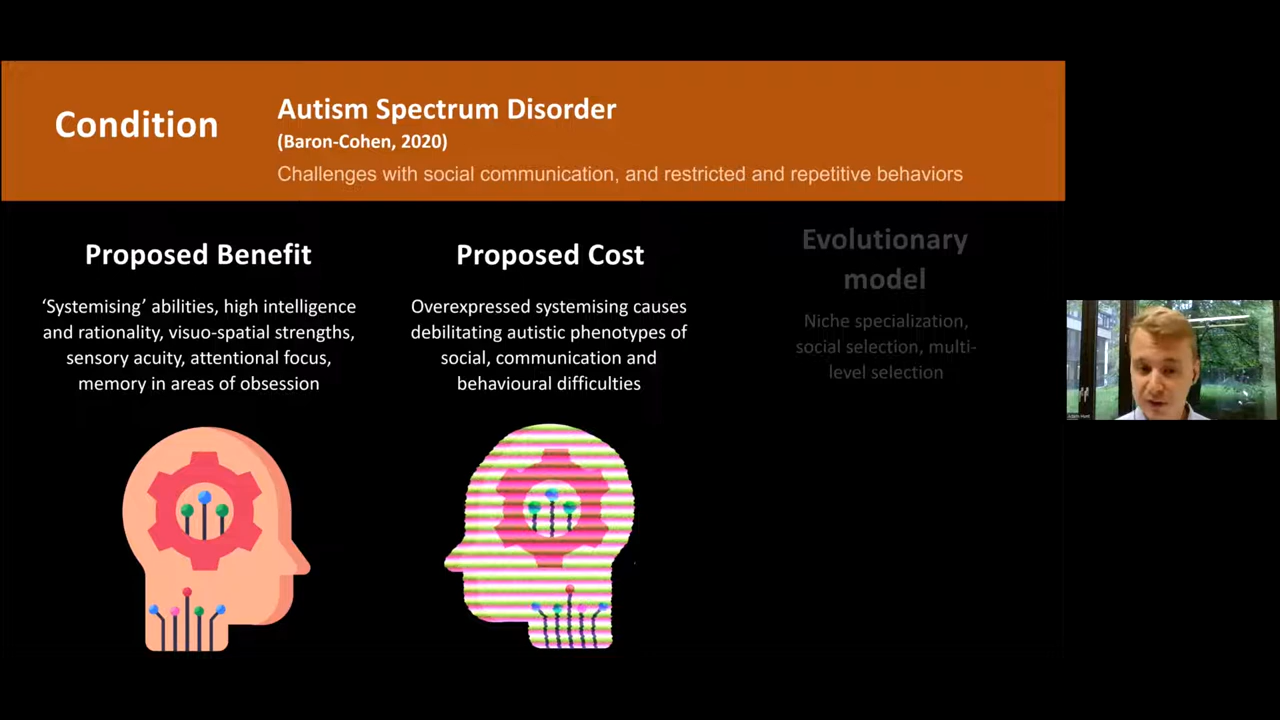 Condition
Autism Spectrum Disorder
(Baron-Cohen, 2020)
Challenges with social communication, and restricted and repetitive behaviors
Proposed Benefit
‘Systemising’ abilities, high intelligence
and rationality, visuo-spatial strengths,
sensory acuity, attentional focus,
memory in areas of obsession
Proposed Cost
Overexpressed systemising causes
debilitating autistic phenotypes of
social, communication and
behavioural difficulties
Evolutionary
model
Niche specialization,
social selection, multi-
level selection
Adam Hunt